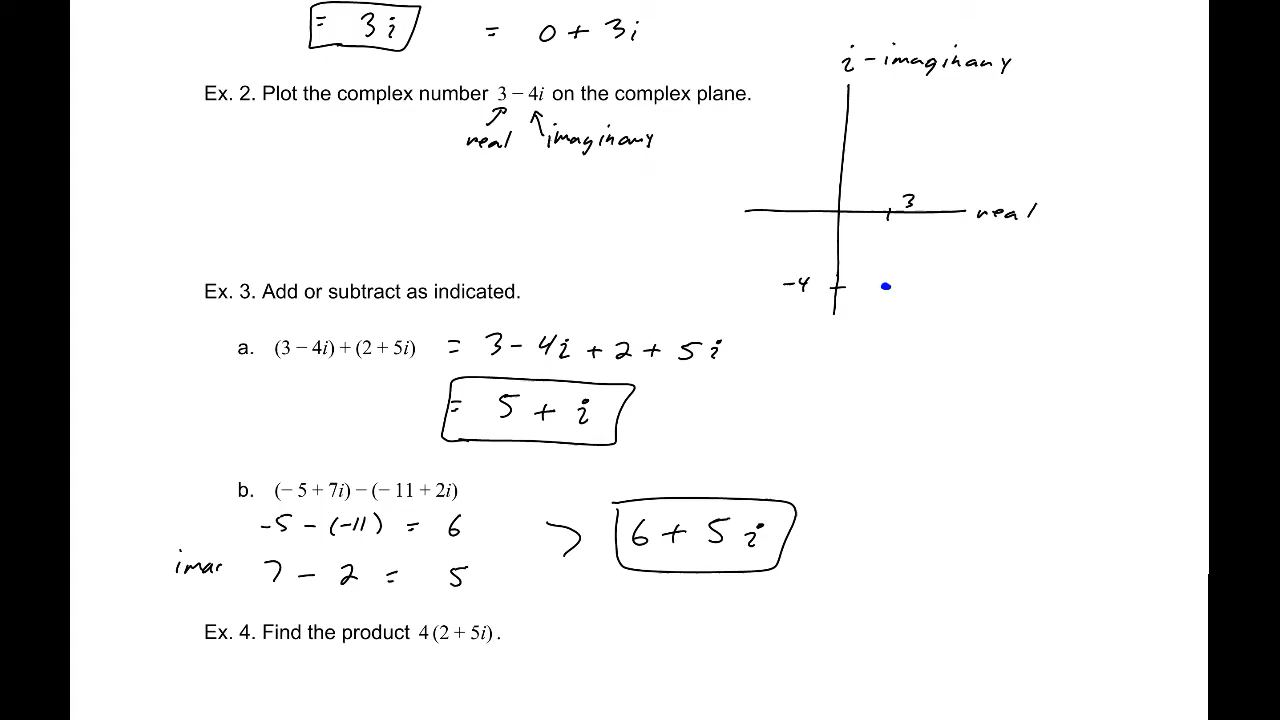 = 3i = 0 + 3i
i - imaginary
Ex. 2. Plot the complex number 3 − 4i on the complex plane.
real imaginary
3
real
-4
Ex. 3. Add or subtract as indicated.
a. (3 − 4i) + (2 + 5i) = 3 - 4i + 2 + 5i
= 5 + i
b. (− 5 + 7i) − (− 11 + 2i)
-5 - (-11) = 6
> 6 + 5i
imar 7 - 2 = 5
Ex. 4. Find the product 4(2 + 5i).